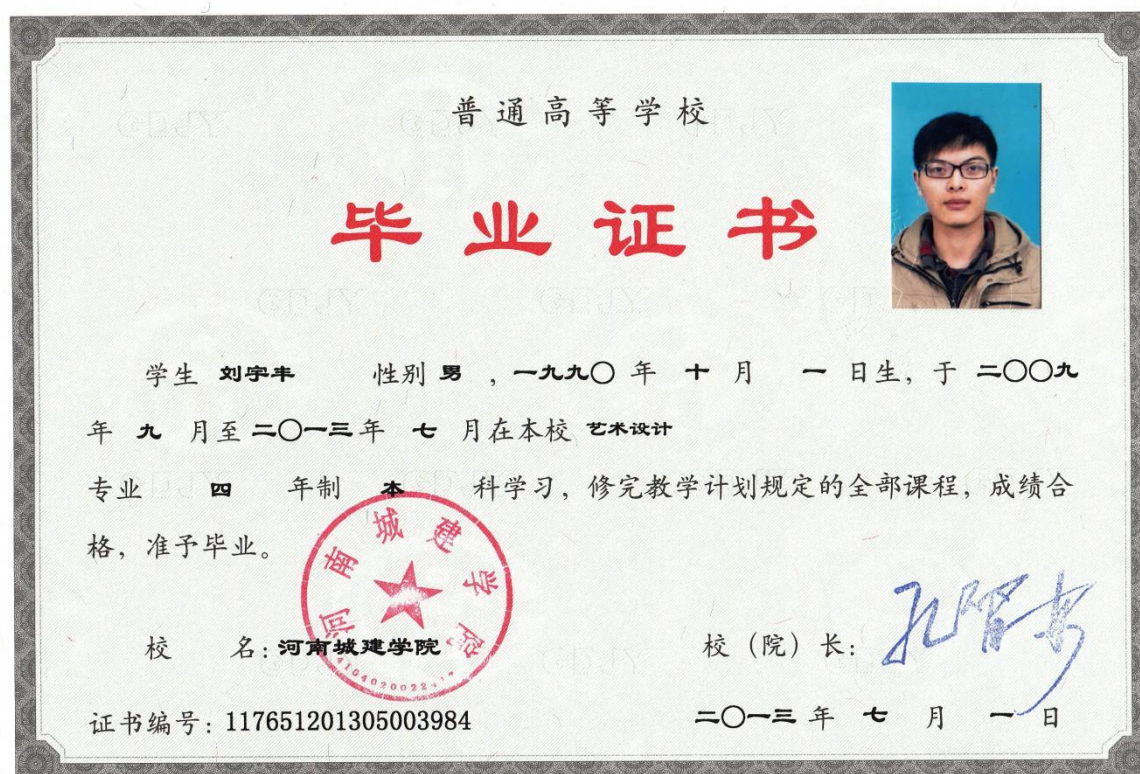 普通高等学校
毕业证书
学生 刘宇丰 性别 男 ,一九九〇 年 十 月 一 日生, 于 二〇〇九
年 九 月至 二〇一三 年 七 月在本校 艺术设计
专业 四 年制 本 科学习, 修完教学计划规定的全部课程, 成绩合
格, 准予毕业。
河南城建学院
校 名: 河南城建学院
校(院)长:
证书编号: 117651201305003984
二〇一三 年 七 月 一 日